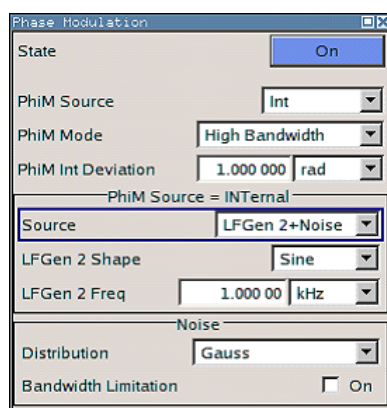 Phase Modulation
State On
PhiM Source Int
PhiM Mode High Bandwidth
PhiM Int Deviation 1.000 000 rad
PhiM Source = INTernal
Source LFGen 2+Noise
LFGen 2 Shape Sine
LFGen 2 Freq 1.000 00 kHz
Noise
Distribution Gauss
Bandwidth Limitation On